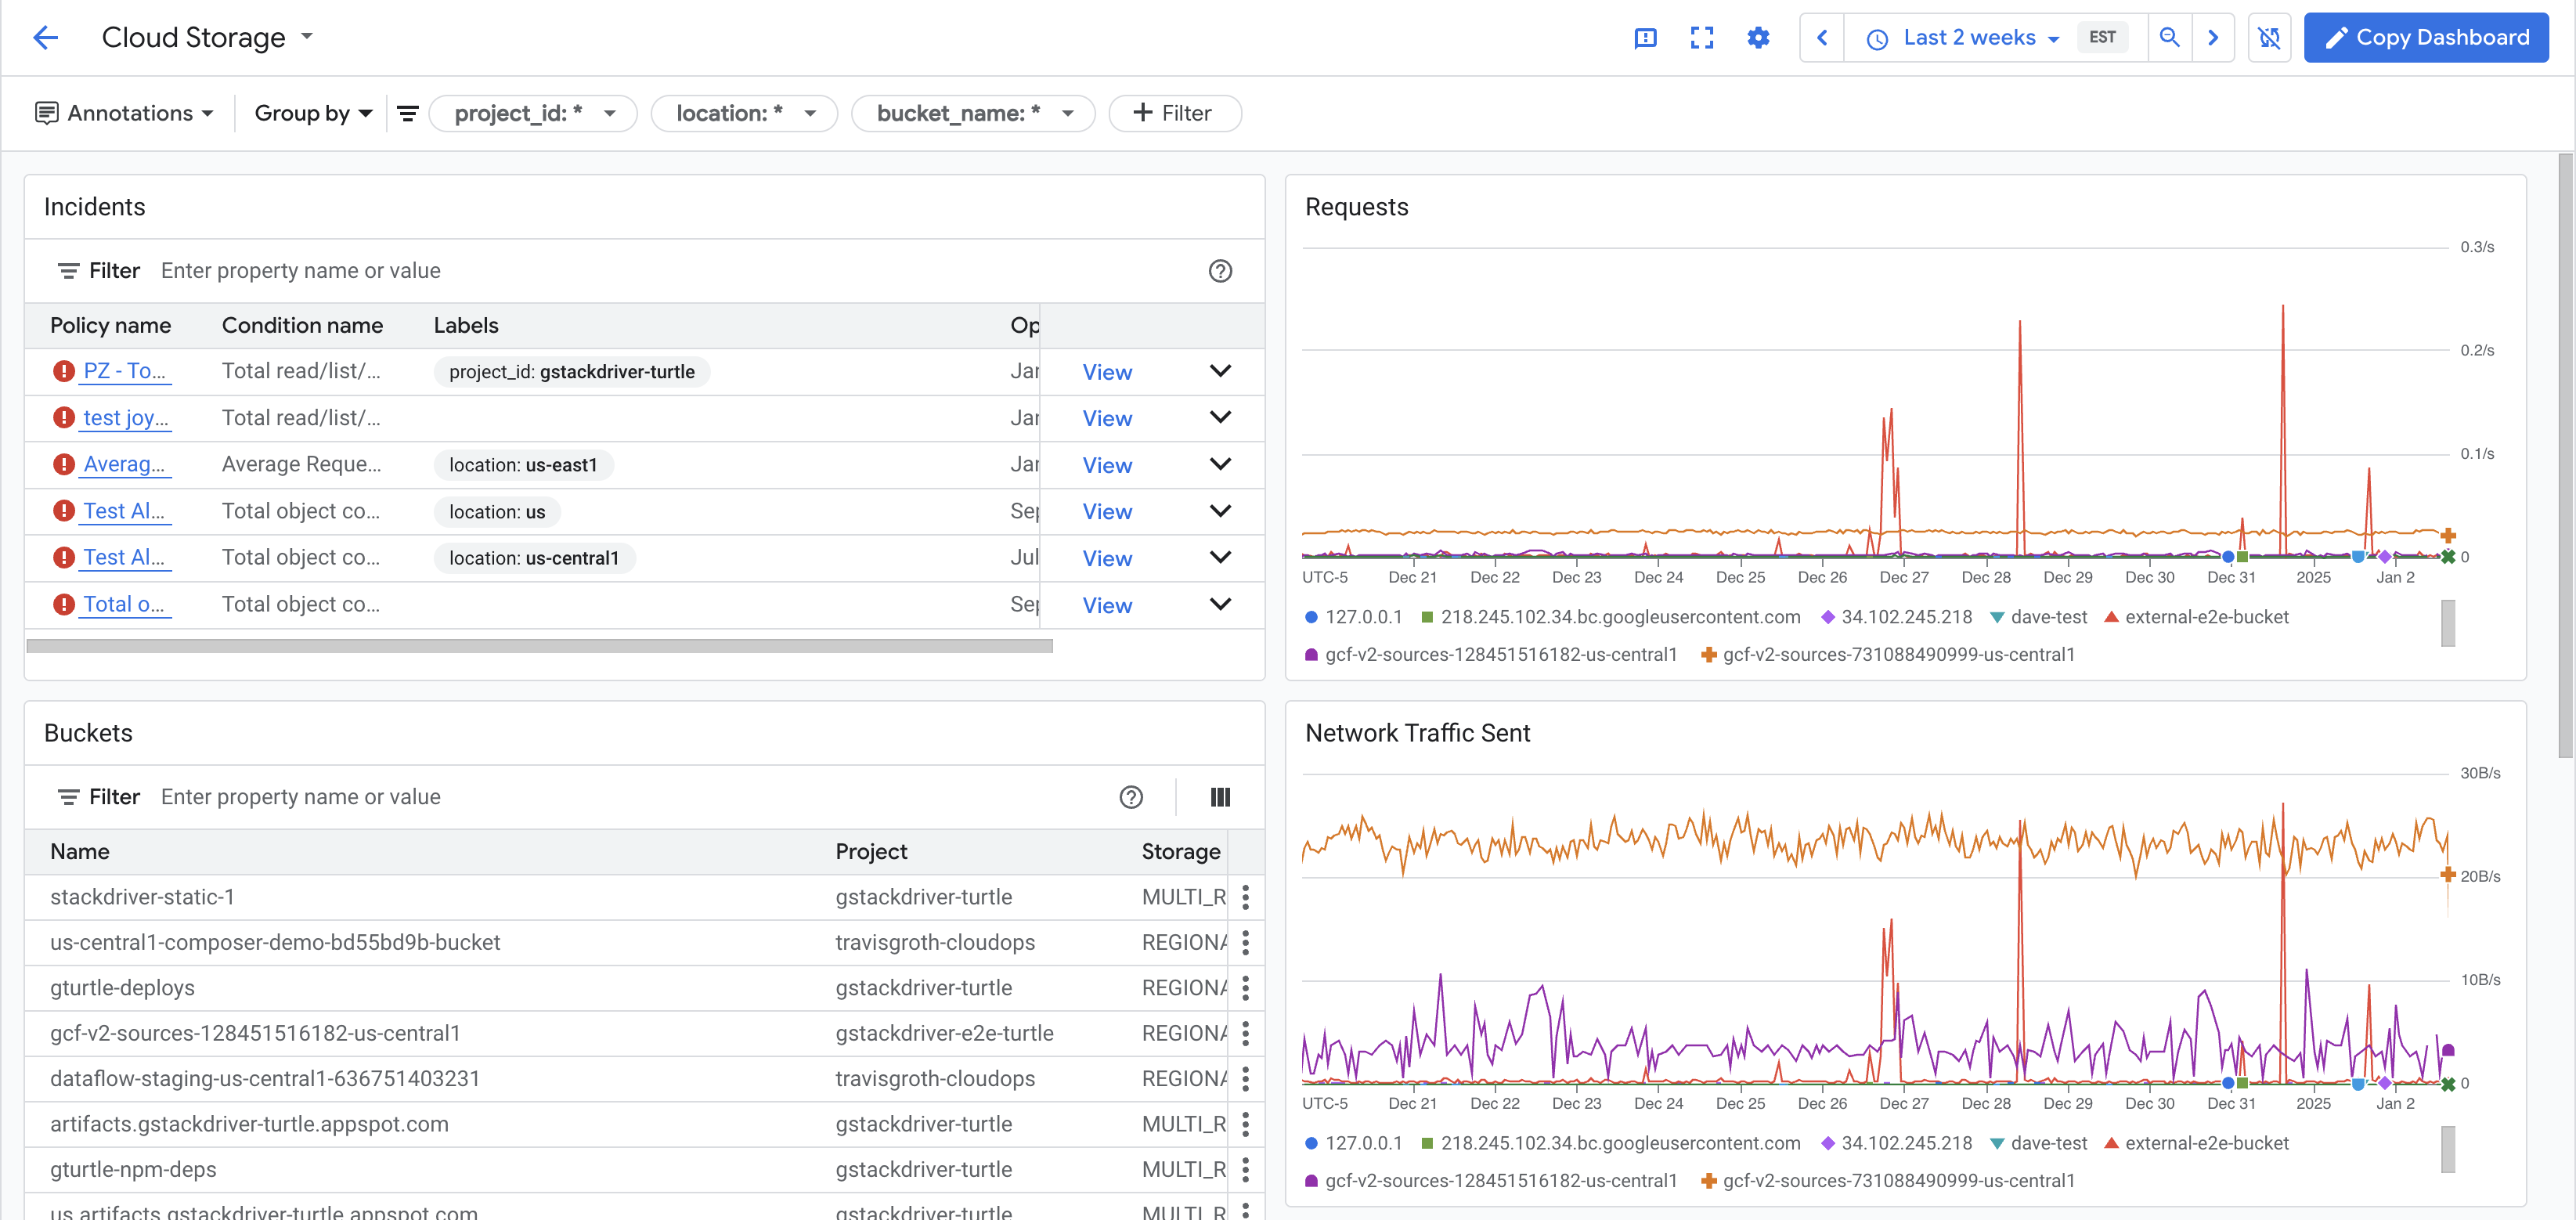 Cloud Storage
Last 2 weeks EST
Copy Dashboard
Annotations Group by project_id: * location: * bucket_name: * + Filter
Incidents
Filter Enter property name or value
Policy name Condition name Labels Op
PZ - To... Total read/list/... project_id: gstackdriver-turtle Jan View
test joy... Total read/list/... Jan View
Averag... Average Reque... location: us-east1 Jan View
Test Al... Total object co... location: us Sep View
Test Al... Total object co... location: us-central1 Jul View
Total o... Total object co... Sep View
Requests
0.3/s
0.2/s
0.1/s
0
UTC-5 Dec 21 Dec 22 Dec 23 Dec 24 Dec 25 Dec 26 Dec 27 Dec 28 Dec 29 Dec 30 Dec 31 2025 Jan 2
127.0.0.1 218.245.102.34.bc.googleusercontent.com 34.102.245.218 dave-test external-e2e-bucket
gcf-v2-sources-128451516182-us-central1 gcf-v2-sources-731088490999-us-central1
Buckets
Filter Enter property name or value
Name Project Storage
stackdriver-static-1 gstackdriver-turtle MULTI_R
us-central1-composer-demo-bd55bd9b-bucket travisgroth-cloudops REGIONA
gturtle-deploys gstackdriver-turtle REGIONA
gcf-v2-sources-128451516182-us-central1 gstackdriver-e2e-turtle REGIONA
dataflow-staging-us-central1-636751403231 travisgroth-cloudops REGIONA
artifacts.gstackdriver-turtle.appspot.com gstackdriver-turtle MULTI_R
gturtle-npm-deps gstackdriver-turtle MULTI_R
us.artifacts.gstackdriver-turtle.appspot.com gstackdriver-turtle MULTI_R
Network Traffic Sent
30B/s
20B/s
10B/s
0
UTC-5 Dec 21 Dec 22 Dec 23 Dec 24 Dec 25 Dec 26 Dec 27 Dec 28 Dec 29 Dec 30 Dec 31 2025 Jan 2
127.0.0.1 218.245.102.34.bc.googleusercontent.com 34.102.245.218 dave-test external-e2e-bucket
gcf-v2-sources-128451516182-us-central1 gcf-v2-sources-731088490999-us-central1